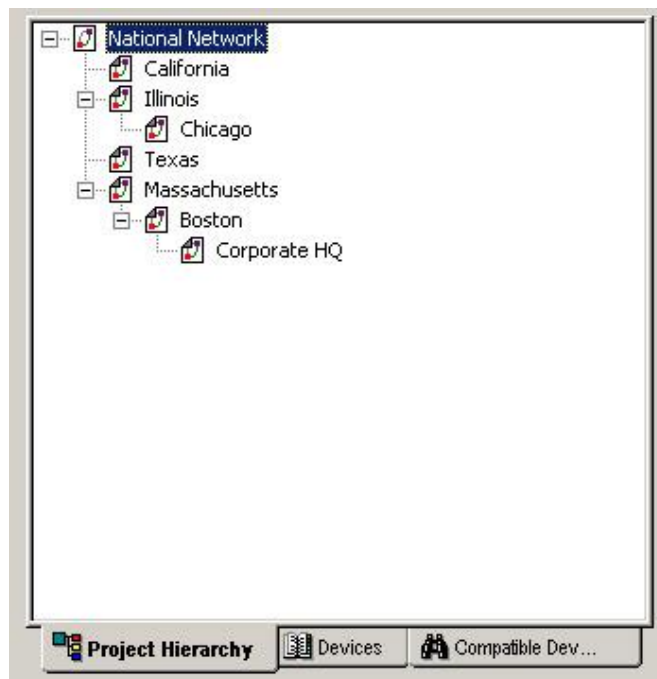 National Network
California
Illinois
Chicago
Texas
Massachusetts
Boston
Corporate HQ
Project Hierarchy Devices Compatible Dev...